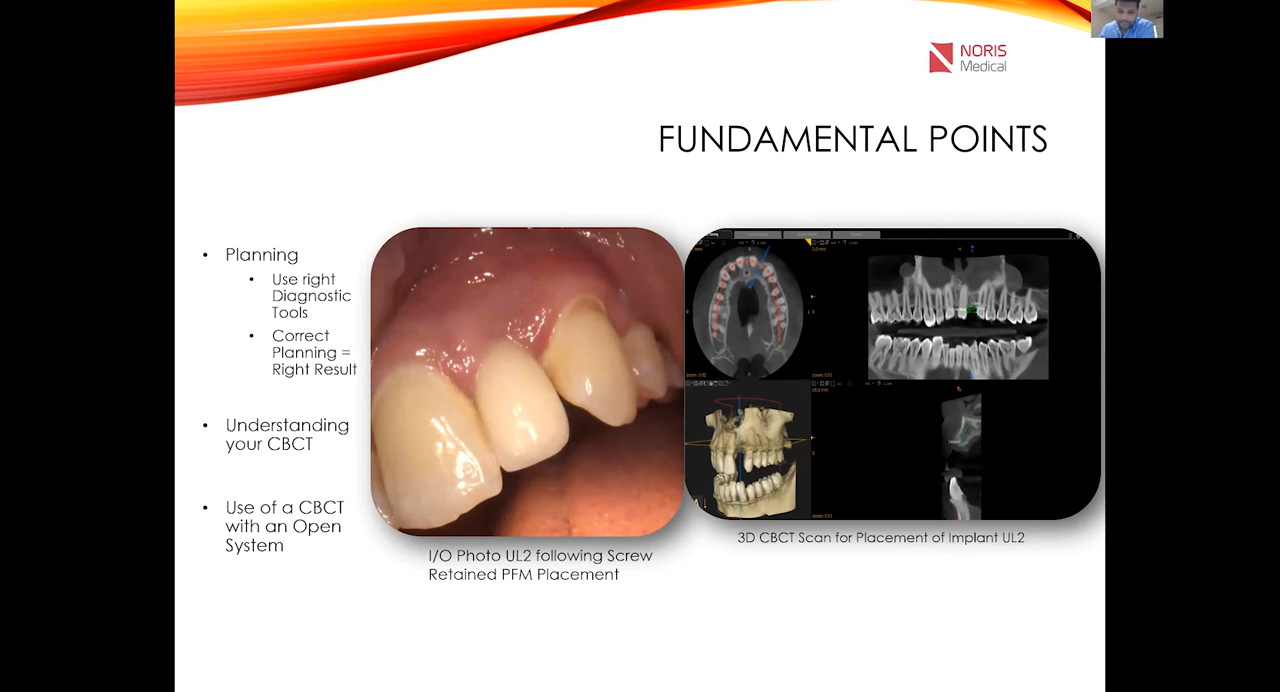 NORIS
Medical
FUNDAMENTAL POINTS
Planning
Use right
Diagnostic
Tools
Correct
Planning =
Right Result
Understanding
your CBCT
Use of a CBCT
with an Open
System
I/O Photo UL2 following Screw
Retained PFM Placement
3D CBCT Scan for Placement of Implant UL2